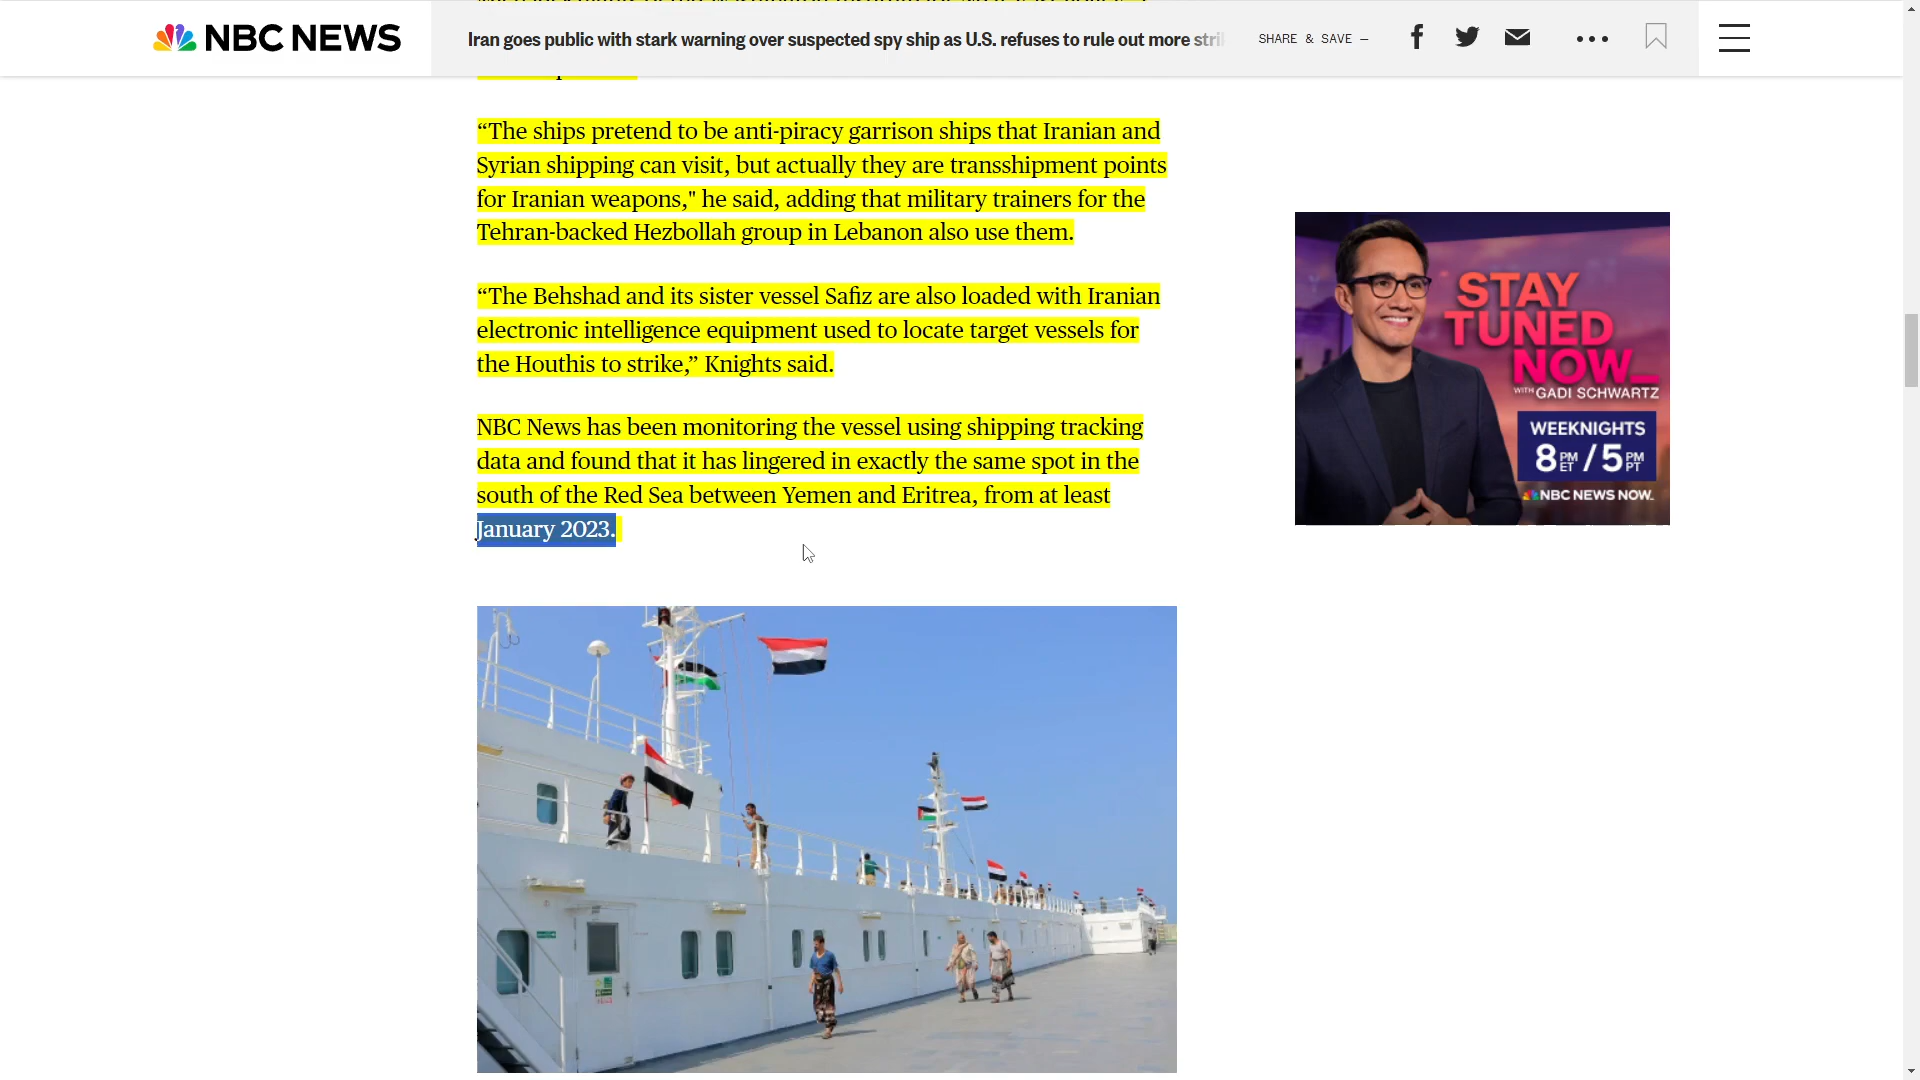 NBC NEWS
Iran goes public with stark warning over suspected spy ship as U.S. refuses to rule out more stri
SHARE & SAVE —
“The ships pretend to be anti-piracy garrison ships that Iranian and
Syrian shipping can visit, but actually they are transshipment points
for Iranian weapons," he said, adding that military trainers for the
Tehran-backed Hezbollah group in Lebanon also use them.
“The Behshad and its sister vessel Safiz are also loaded with Iranian
electronic intelligence equipment used to locate target vessels for
the Houthis to strike,” Knights said.
NBC News has been monitoring the vessel using shipping tracking
data and found that it has lingered in exactly the same spot in the
south of the Red Sea between Yemen and Eritrea, from at least
January 2023.
STAY
TUNED
NOW_
WITH GADI SCHWARTZ
WEEKNIGHTS
8 PM ET / 5 PM PT
NBC NEWS NOW_